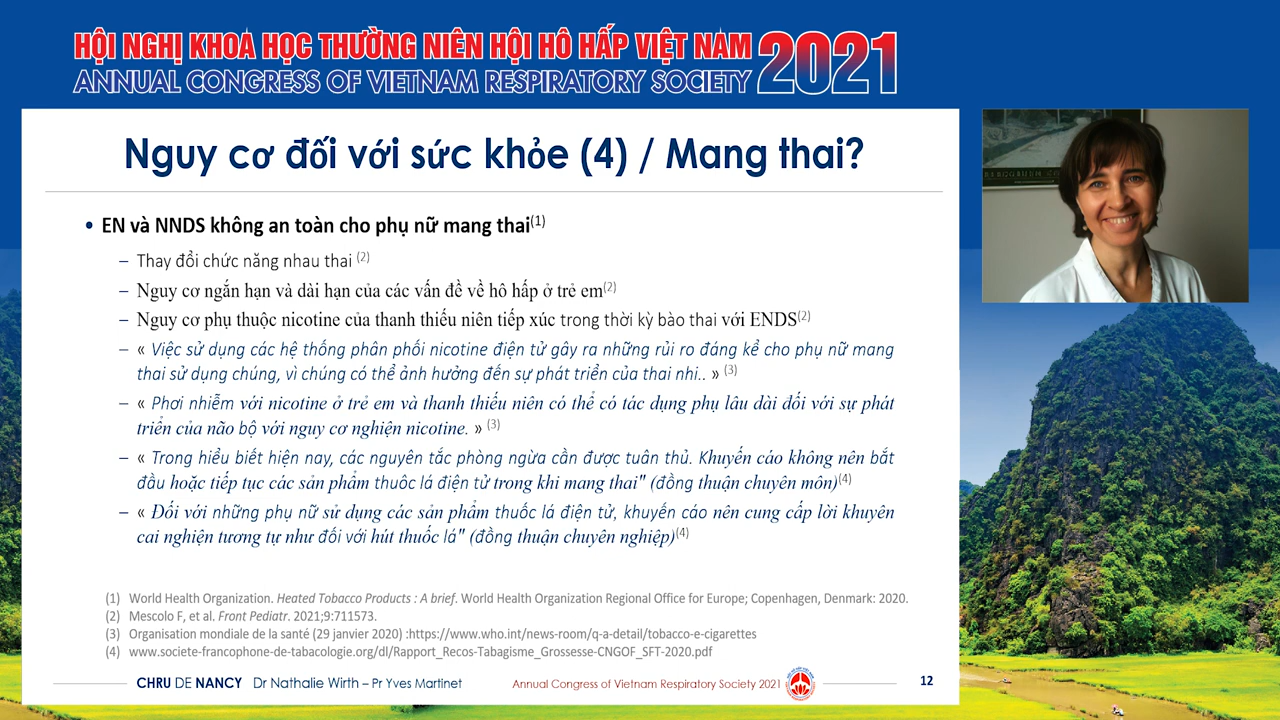 HỘI NGHỊ KHOA HỌC THƯỜNG NIÊN HỘI HÔ HẤP VIỆT NAM 2021
ANNUAL CONGRESS OF VIETNAM RESPIRATORY SOCIETY
Nguy cơ đối với sức khỏe (4) / Mang thai?
• EN và NNDS không an toàn cho phụ nữ mang thai(1)
– Thay đổi chức năng nhau thai (2)
– Nguy cơ ngắn hạn và dài hạn của các vấn đề về hô hấp ở trẻ em(2)
– Nguy cơ phụ thuộc nicotine của thanh thiếu niên tiếp xúc trong thời kỳ bào thai với ENDS(2)
– « Việc sử dụng các hệ thống phân phối nicotine điện tử gây ra những rủi ro đáng kể cho phụ nữ mang
thai sử dụng chúng, vì chúng có thể ảnh hưởng đến sự phát triển của thai nhi.. » (3)
– « Phơi nhiễm với nicotine ở trẻ em và thanh thiếu niên có thể có tác dụng phụ lâu dài đối với sự phát
triển của não bộ với nguy cơ nghiện nicotine. » (3)
– « Trong hiểu biết hiện nay, các nguyên tắc phòng ngừa cần được tuân thủ. Khuyến cáo không nên bắt
đầu hoặc tiếp tục các sản phẩm thuốc lá điện tử trong khi mang thai" (đồng thuận chuyên môn)(4)
– « Đối với những phụ nữ sử dụng các sản phẩm thuốc lá điện tử, khuyến cáo nên cung cấp lời khuyên
cai nghiện tương tự như đối với hút thuốc lá" (đồng thuận chuyên nghiệp)(4)
(1) World Health Organization. Heated Tobacco Products : A brief. World Health Organization Regional Office for Europe; Copenhagen, Denmark: 2020.
(2) Mescolo F, et al. Front Pediatr. 2021;9:711573.
(3) Organisation mondiale de la santé (29 janvier 2020) :https://www.who.int/news-room/q-a-detail/tobacco-e-cigarettes
(4) www.societe-francophone-de-tabacologie.org/dl/Rapport_Recos-Tabagisme_Grossesse-CNGOF_SFT-2020.pdf
CHRU DE NANCY Dr Nathalie Wirth – Pr Yves Martinet
Annual Congress of Vietnam Respiratory Society 2021
12